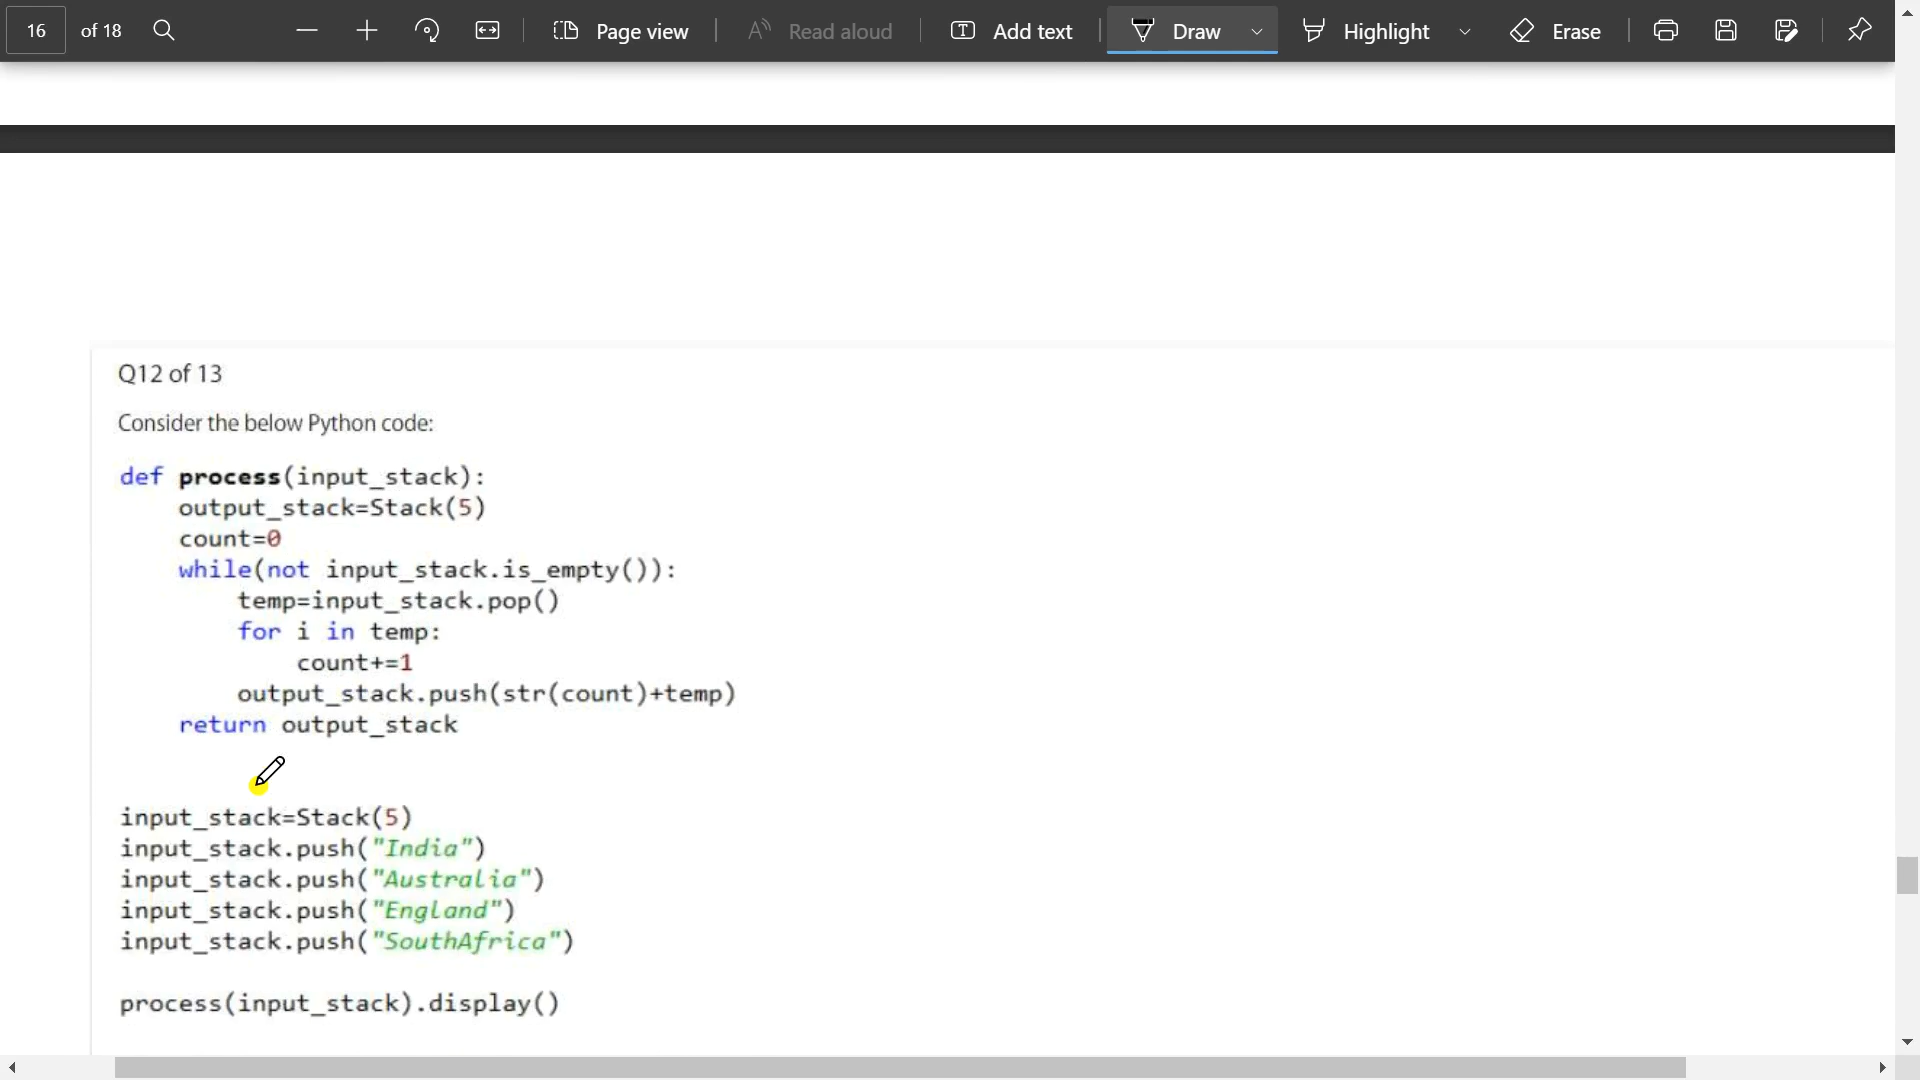 16 of 18 Page view Read aloud Add text Draw Highlight Erase
Q12 of 13
Consider the below Python code:
def process(input_stack):
    output_stack=Stack(5)
    count=0
    while(not input_stack.is_empty()):
        temp=input_stack.pop()
        for i in temp:
            count+=1
        output_stack.push(str(count)+temp)
    return output_stack
input_stack=Stack(5)
input_stack.push("India")
input_stack.push("Australia")
input_stack.push("England")
input_stack.push("SouthAfrica")
process(input_stack).display()